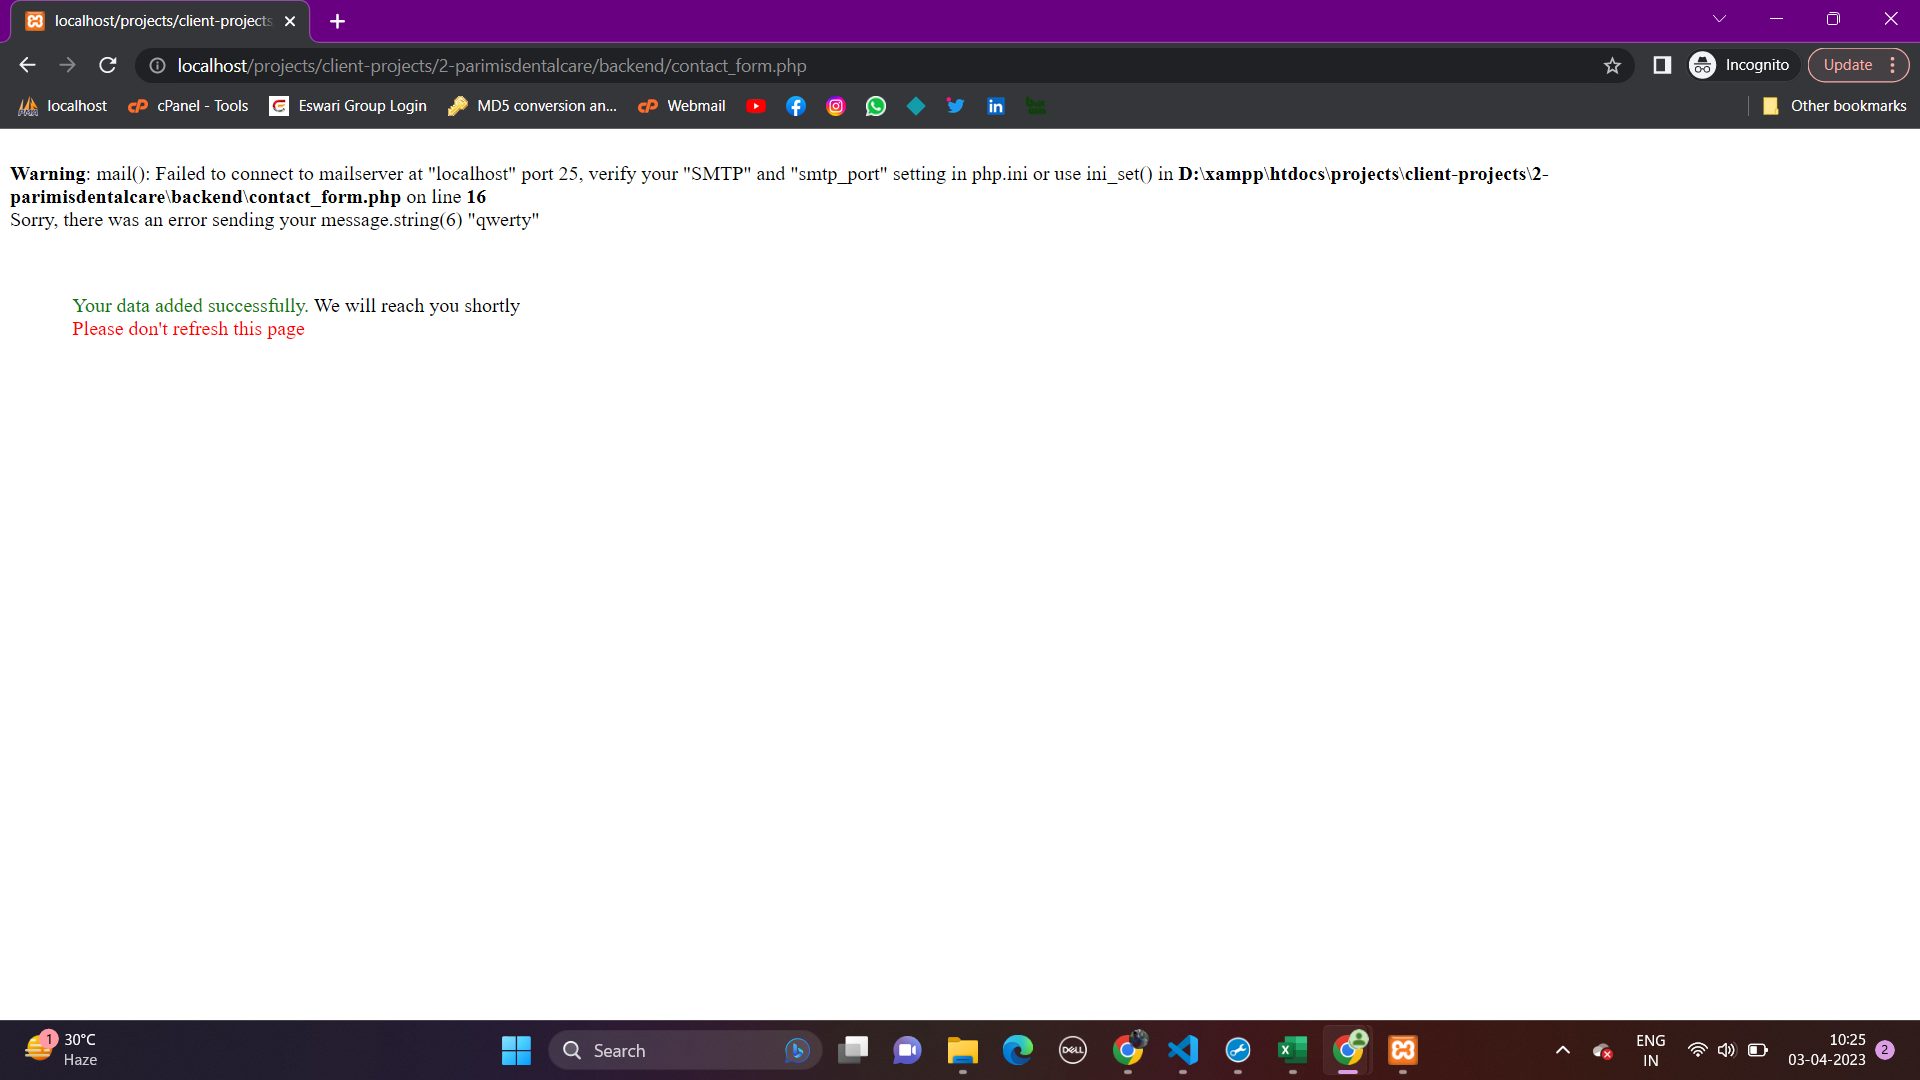 localhost/projects/client-projects
localhost/projects/client-projects/2-parimisdentalcare/backend/contact_form.php
Incognito
Update
localhost
cPanel - Tools
Eswari Group Login
MD5 conversion an...
Webmail
Other bookmarks
Warning: mail(): Failed to connect to mailserver at "localhost" port 25, verify your "SMTP" and "smtp_port" setting in php.ini or use ini_set() in D:\xampp\htdocs\projects\client-projects\2-
parimisdentalcare\backend\contact_form.php on line 16
Sorry, there was an error sending your message.string(6) "qwerty"
Your data added successfully. We will reach you shortly
Please don't refresh this page
1
30°C
Haze
Search
DELL
ENG
IN
10:25
03-04-2023
2